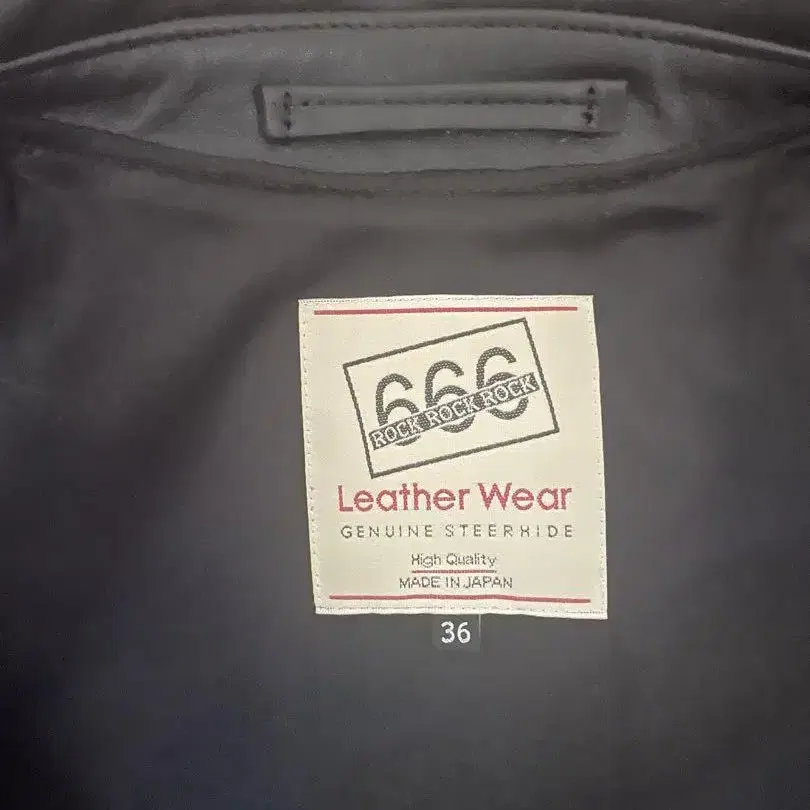 666
ROCK ROCK ROCK
Leather Wear
GENUINE STEERHIDE
High Quality
MADE IN JAPAN
36